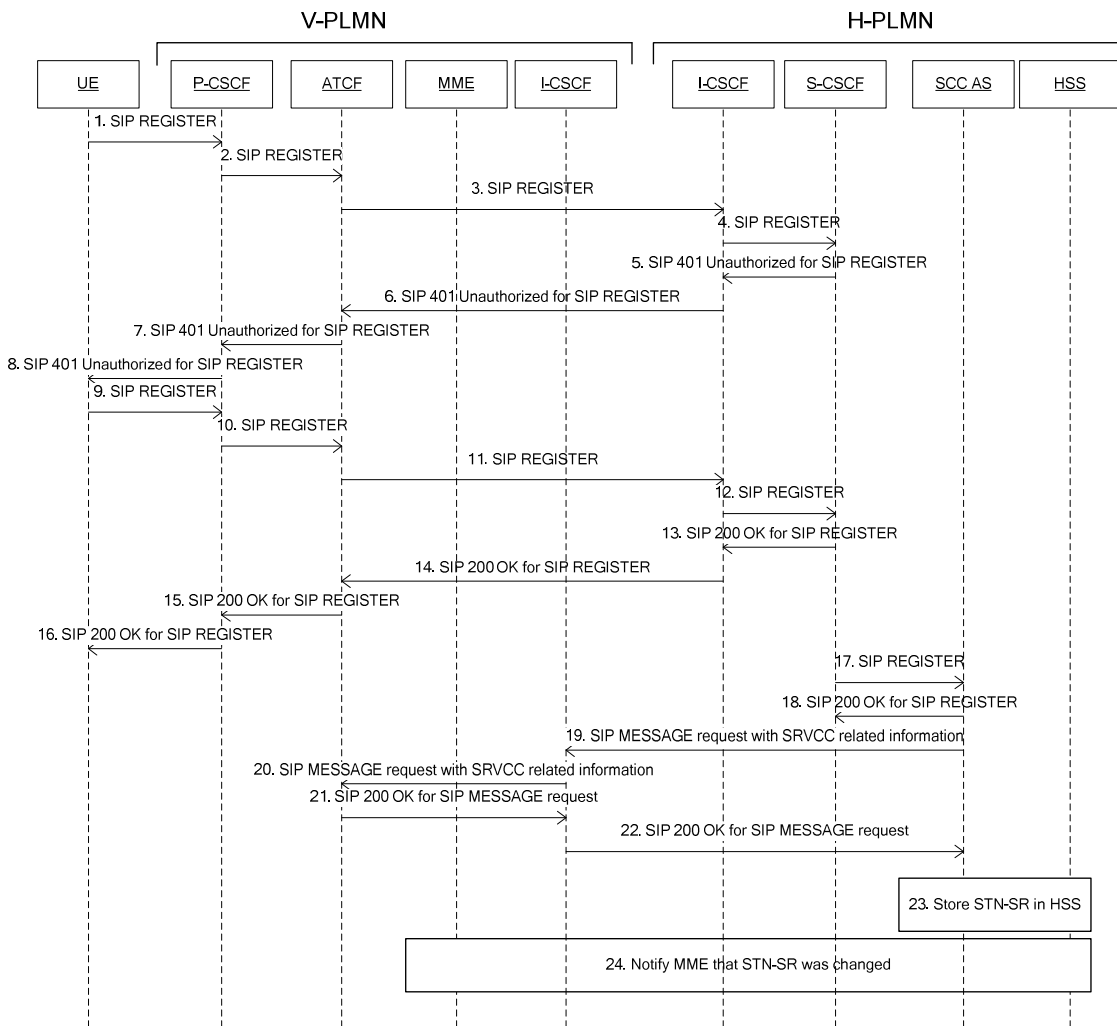 V-PLMN
H-PLMN
UE
P-CSCF
ATCF
MME
I-CSCF
I-CSCF
S-CSCF
SCC AS
HSS
1. SIP REGISTER
2. SIP REGISTER
3. SIP REGISTER
4. SIP REGISTER
5. SIP 401 Unauthorized for SIP REGISTER
6. SIP 401 Unauthorized for SIP REGISTER
7. SIP 401 Unauthorized for SIP REGISTER
8. SIP 401 Unauthorized for SIP REGISTER
9. SIP REGISTER
10. SIP REGISTER
11. SIP REGISTER
12. SIP REGISTER
13. SIP 200 OK for SIP REGISTER
14. SIP 200 OK for SIP REGISTER
15. SIP 200 OK for SIP REGISTER
16. SIP 200 OK for SIP REGISTER
17. SIP REGISTER
18. SIP 200 OK for SIP REGISTER
19. SIP MESSAGE request with SRVCC related information
20. SIP MESSAGE request with SRVCC related information
21. SIP 200 OK for SIP MESSAGE request
22. SIP 200 OK for SIP MESSAGE request
23. Store STN-SR in HSS
24. Notify MME that STN-SR was changed